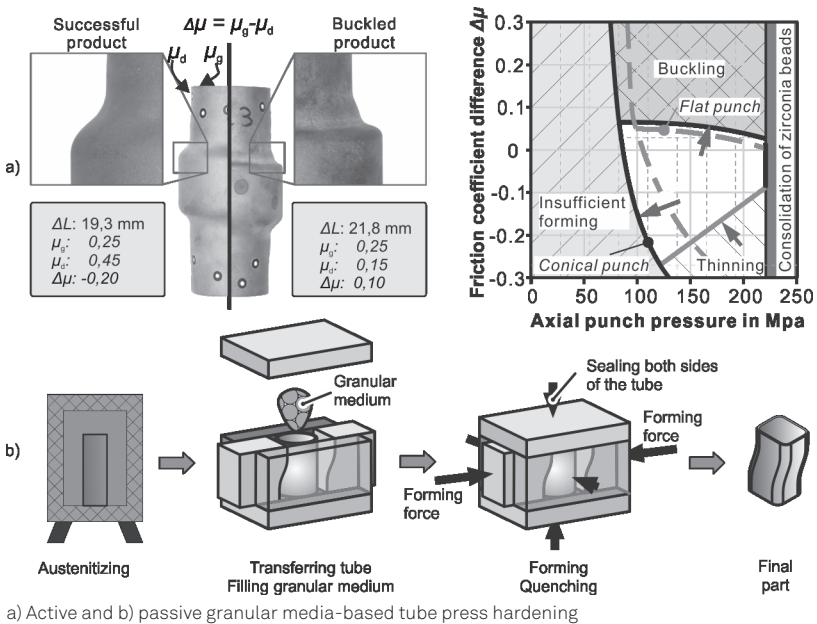 Successful
product
Δμ = μg-μd
Buckled
product
μd
μg
a)
ΔL: 19,3 mm
μg: 0,25
μd: 0,45
Δμ: -0,20
ΔL: 21,8 mm
μg: 0,25
μd: 0,15
Δμ: 0,10
Friction coefficient difference Δμ
0.3
0.2
0.1
0
-0.1
-0.2
-0.3
Buckling
Flat punch
Insufficient
forming
Conical punch
Thinning
Consolidation of zirconia beads
0 50 100 150 200 250
Axial punch pressure in Mpa
b)
Granular
medium
Sealing both sides
of the tube
Forming
force
Forming
force
Austenitizing
Transferring tube
Filling granular medium
Forming
Quenching
Final
part
a) Active and b) passive granular media-based tube press hardening